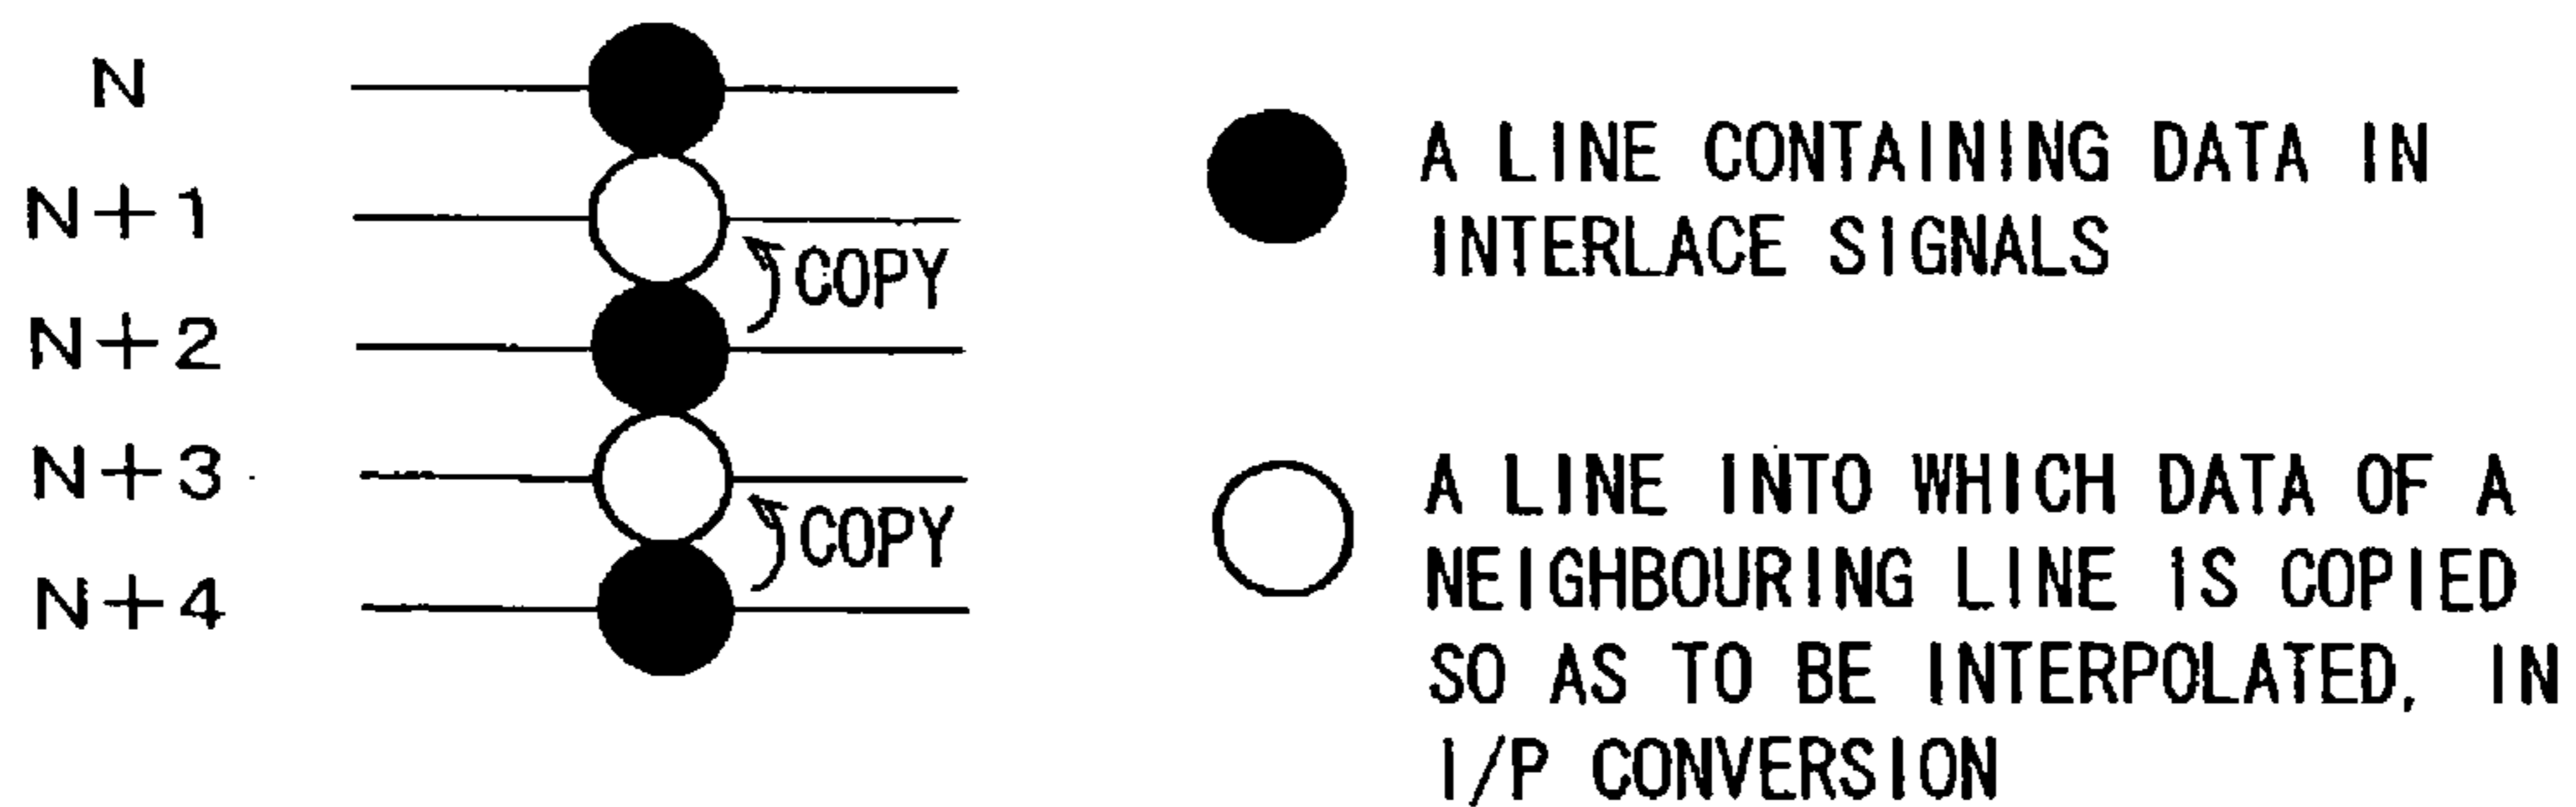 N
N+1
COPY
N+2
N+3
COPY
N+4
A LINE CONTAINING DATA IN
INTERLACE SIGNALS
A LINE INTO WHICH DATA OF A
NEIGHBOURING LINE IS COPIED
SO AS TO BE INTERPOLATED, IN
I/P CONVERSION